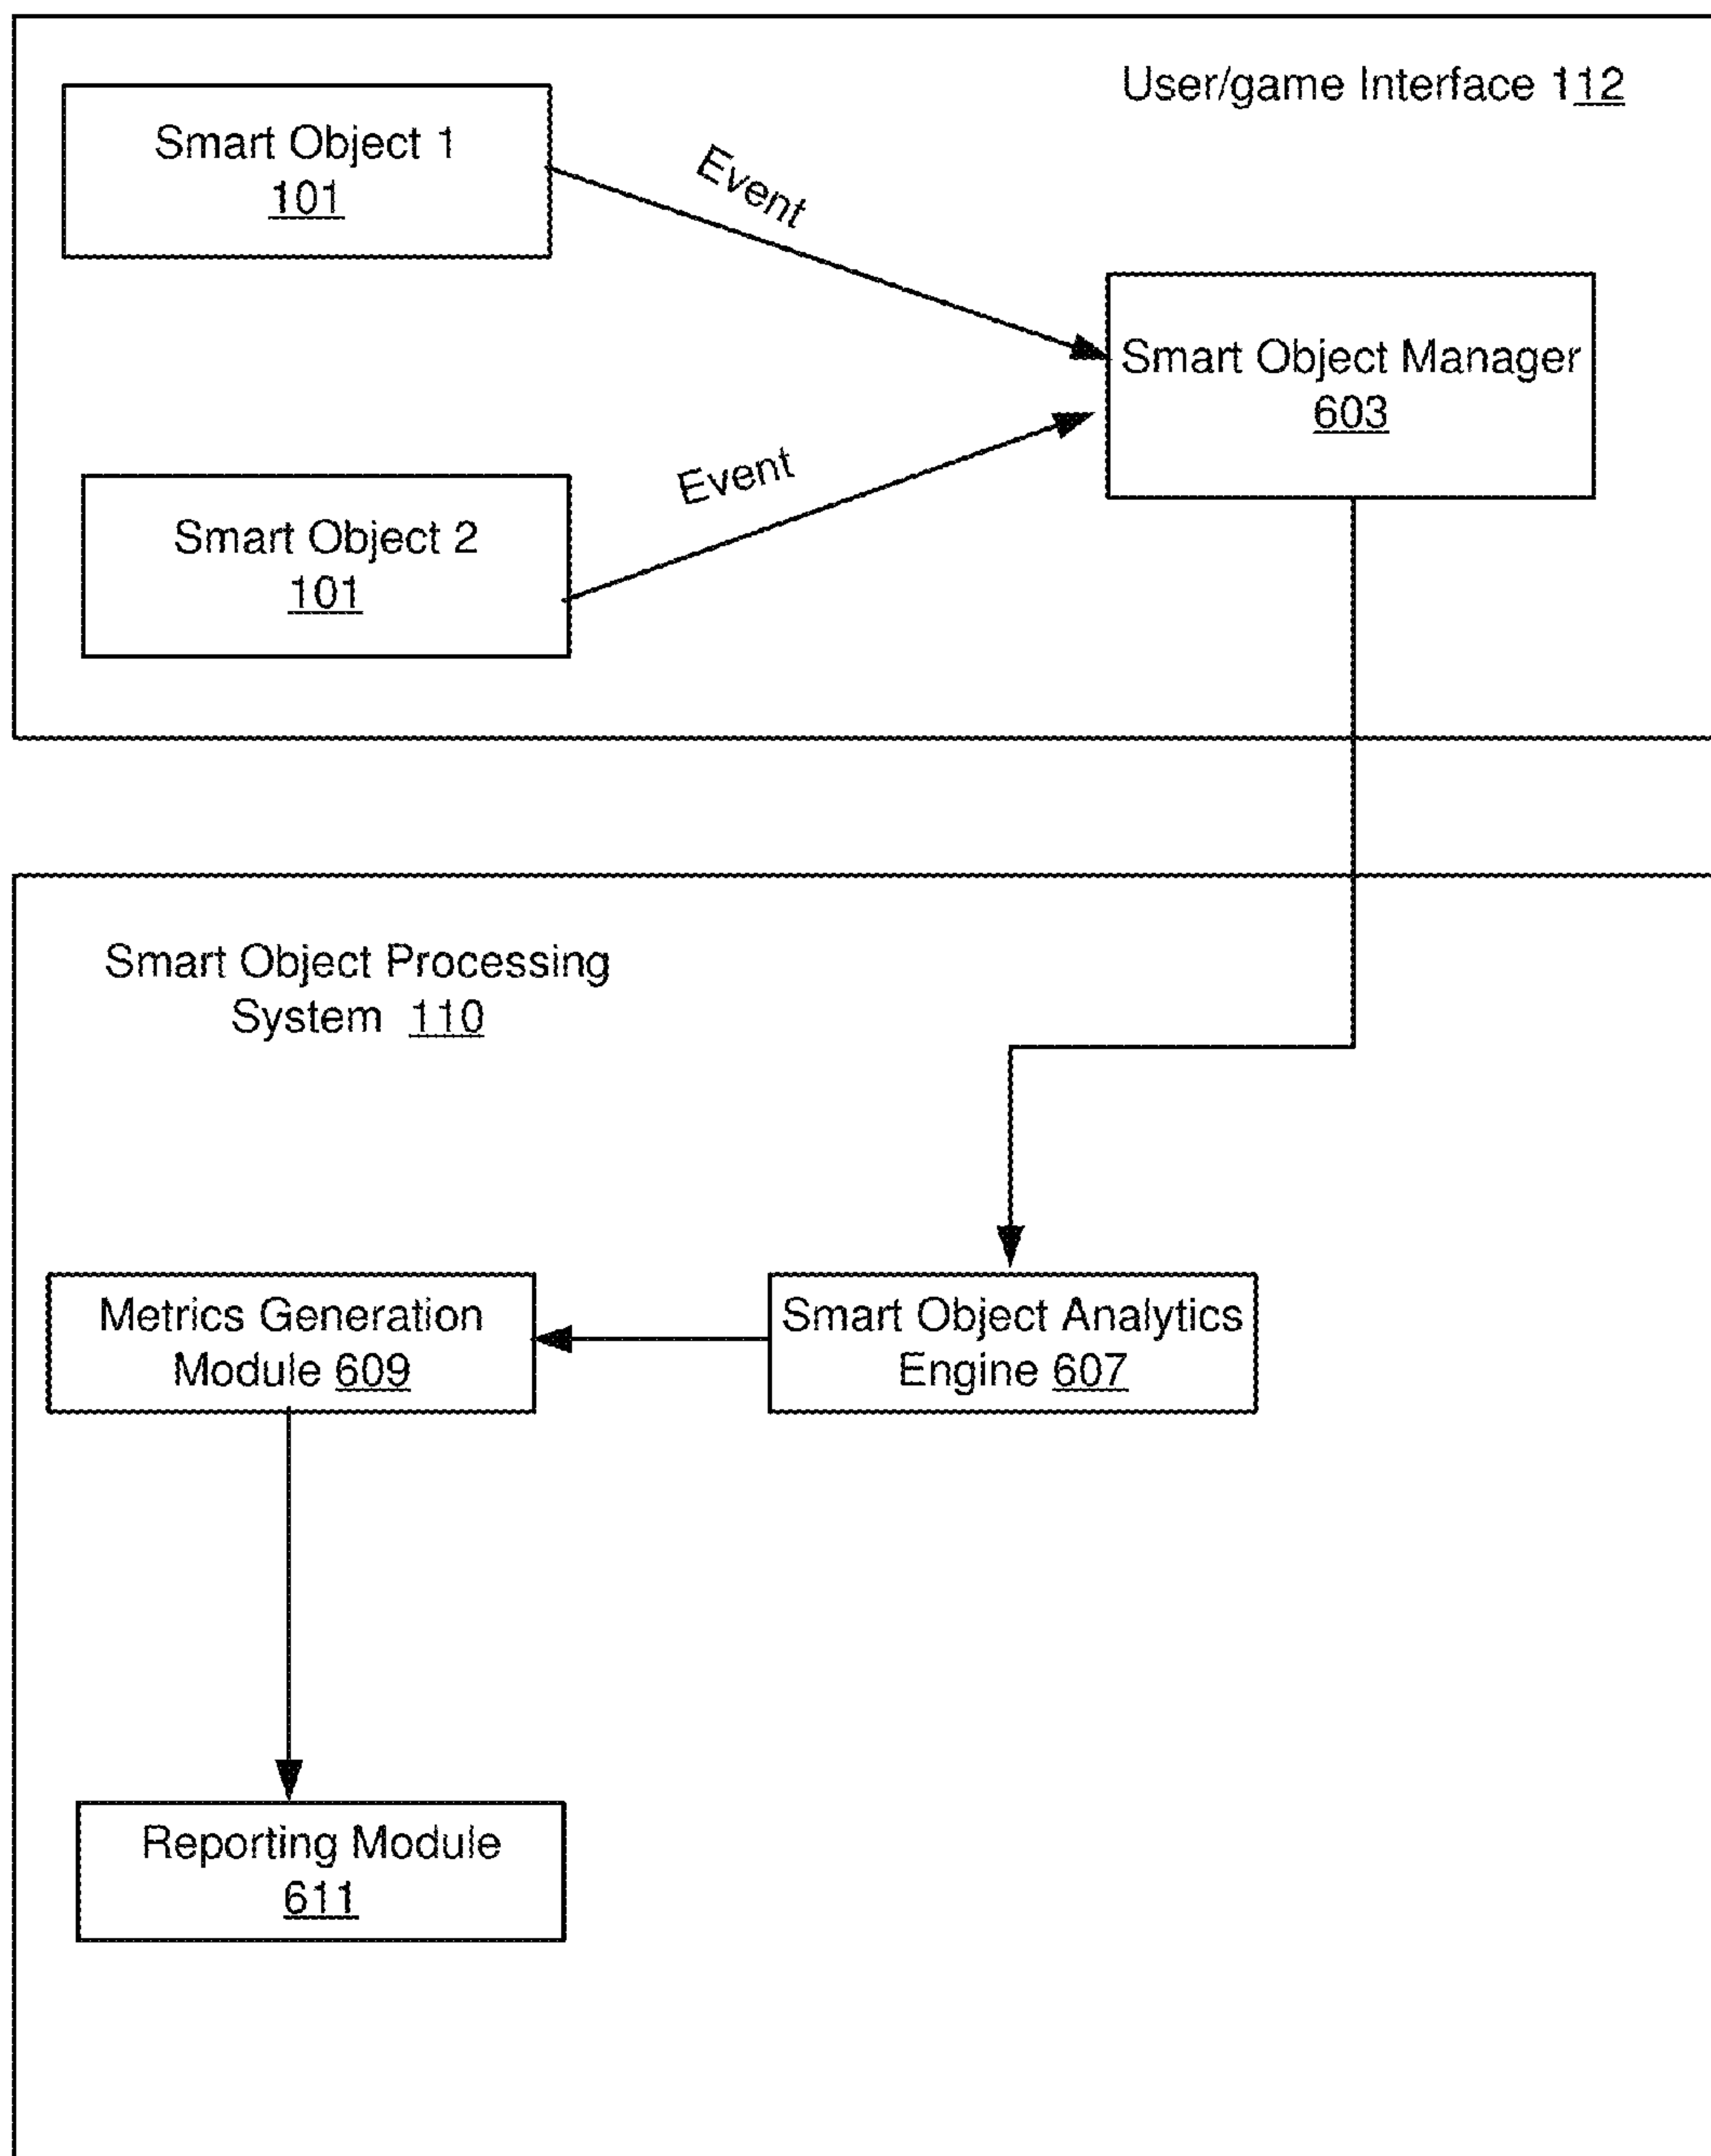 User/game Interface 112
Smart Object 1
101
Event
Smart Object Manager
603
Event
Smart Object 2
101
Smart Object Processing
System 110
Metrics Generation
Module 609
Smart Object Analytics
Engine 607
Reporting Module
611